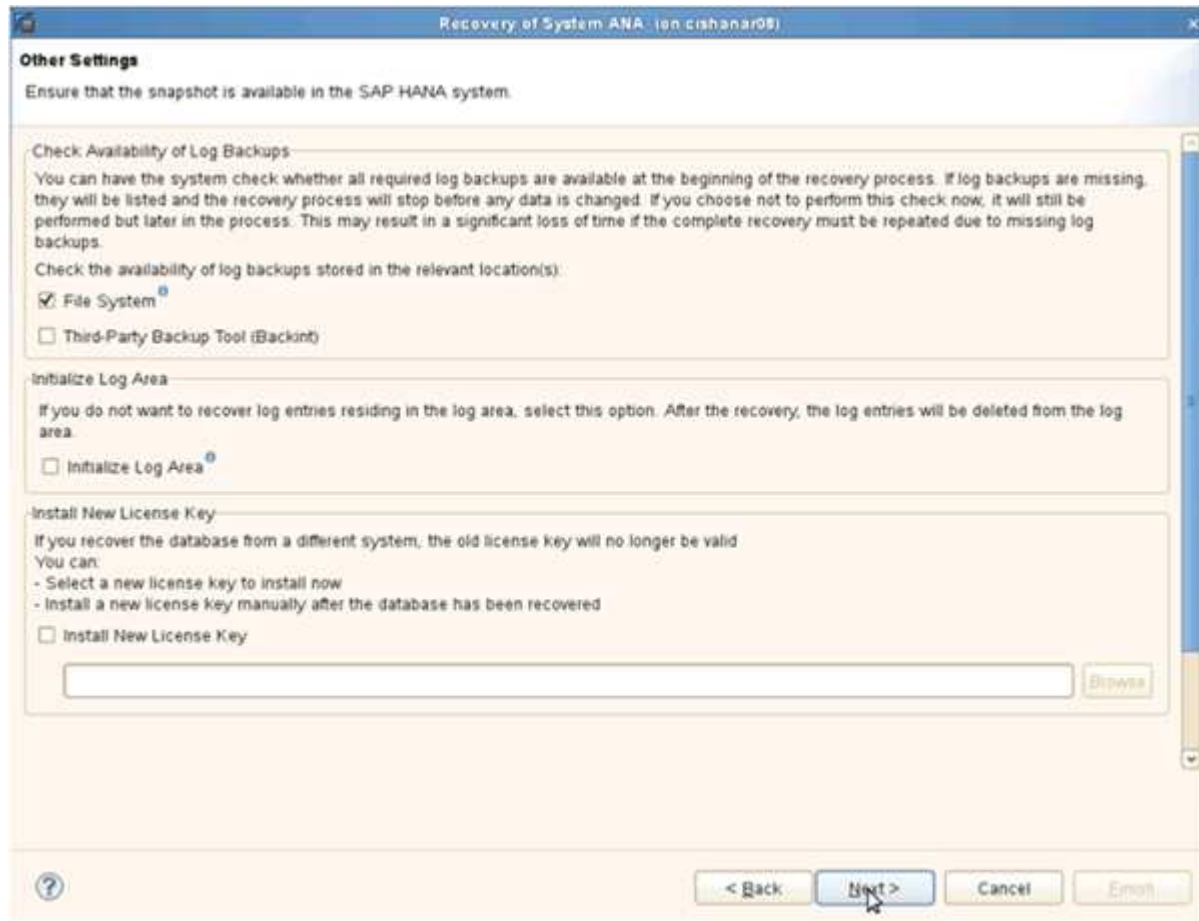 Recovery of System ANA (on cishanar08)
Other Settings
Ensure that the snapshot is available in the SAP HANA system.
Check Availability of Log Backups
You can have the system check whether all required log backups are available at the beginning of the recovery process. If log backups are missing,
they will be listed and the recovery process will stop before any data is changed. If you choose not to perform this check now, it will still be
performed but later in the process. This may result in a significant loss of time if the complete recovery must be repeated due to missing log
backups.
Check the availability of log backups stored in the relevant location(s):
File System
Third-Party Backup Tool (Backint)
Initialize Log Area
If you do not want to recover log entries residing in the log area, select this option. After the recovery, the log entries will be deleted from the log
area.
Initialize Log Area
Install New License Key
If you recover the database from a different system, the old license key will no longer be valid
You can:
- Select a new license key to install now
- Install a new license key manually after the database has been recovered
Install New License Key
Browse
< Back
Next >
Cancel
Finish